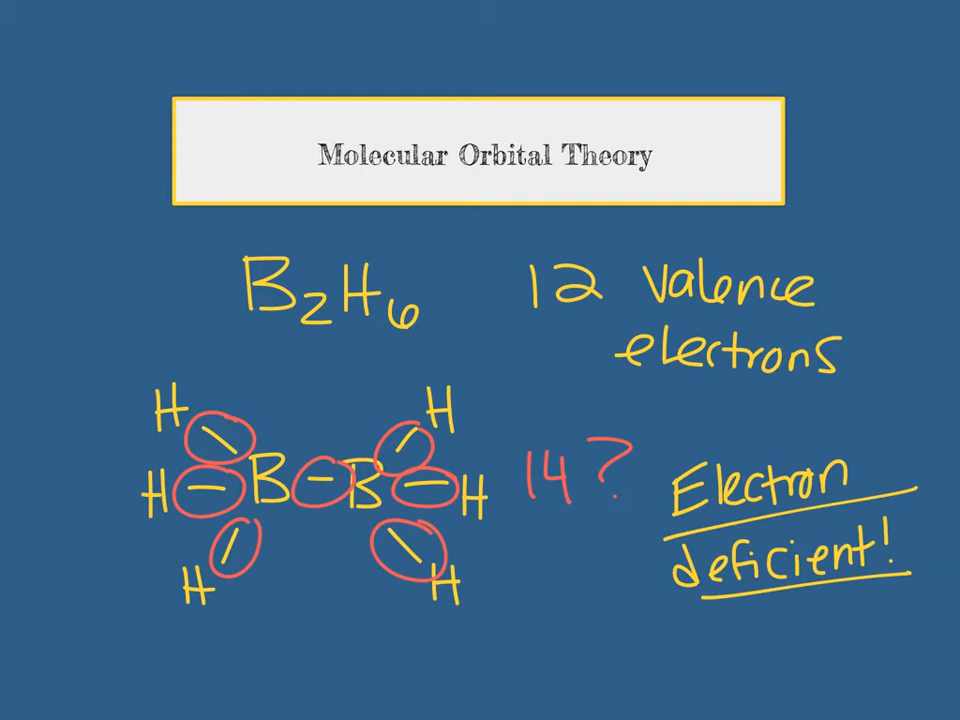 Molecular Orbital Theory
B2H6 12 valence
electrons
H H
H - B - B - H 14? Electron
deficient!
H H